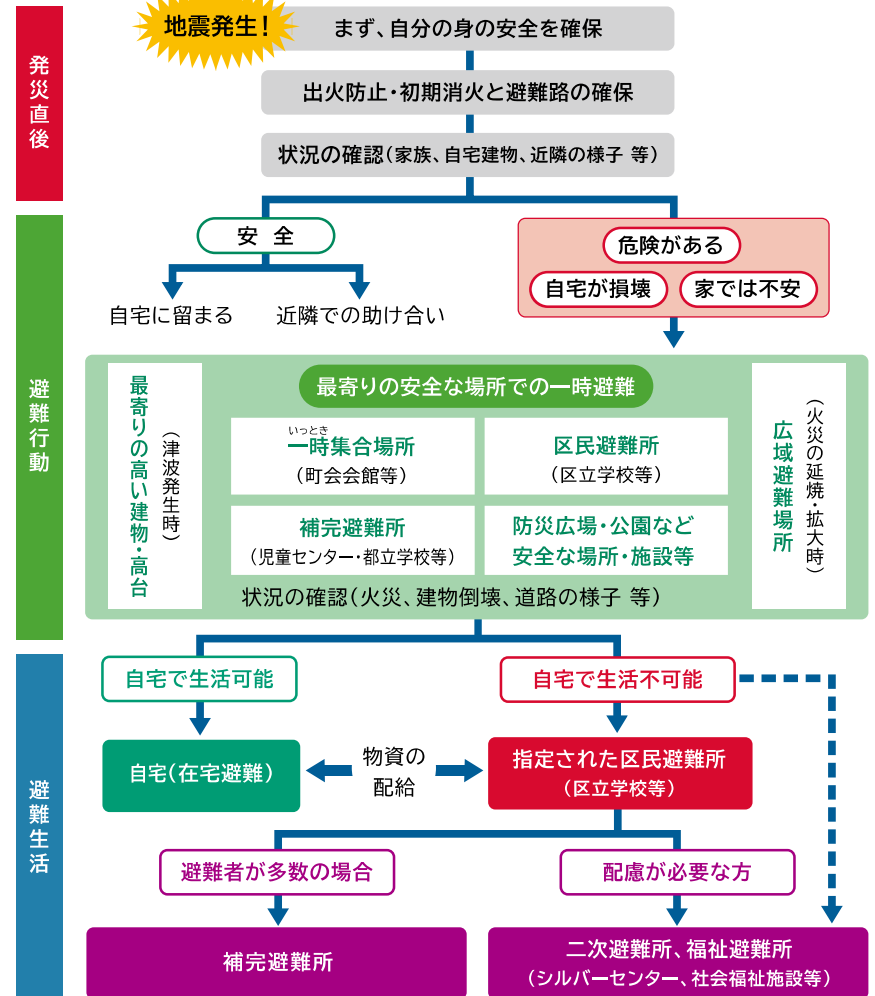 発災直後
地震発生！
まず、自分の身の安全を確保
出火防止・初期消火と避難路の確保
状況の確認（家族、自宅建物、近隣の様子 等）
避難行動
安 全
自宅に留まる
近隣での助け合い
危険がある
自宅が損壊
家では不安
最寄りの安全な場所での一時避難
最寄りの高い建物・高台
（津波発生時）
いっとき
一時集合場所
（町会会館等）
区民避難所
（区立学校等）
補完避難所
（児童センター・都立学校等）
防災広場・公園など
安全な場所・施設等
広域避難場所
（火災の延焼・拡大時）
状況の確認（火災、建物倒壊、道路の様子 等）
避難生活
自宅で生活可能
自宅で生活不可能
自宅（在宅避難）
物資の
配給
指定された区民避難所
（区立学校等）
避難者が多数の場合
配慮が必要な方
補完避難所
二次避難所、福祉避難所
（シルバーセンター、社会福祉施設等）